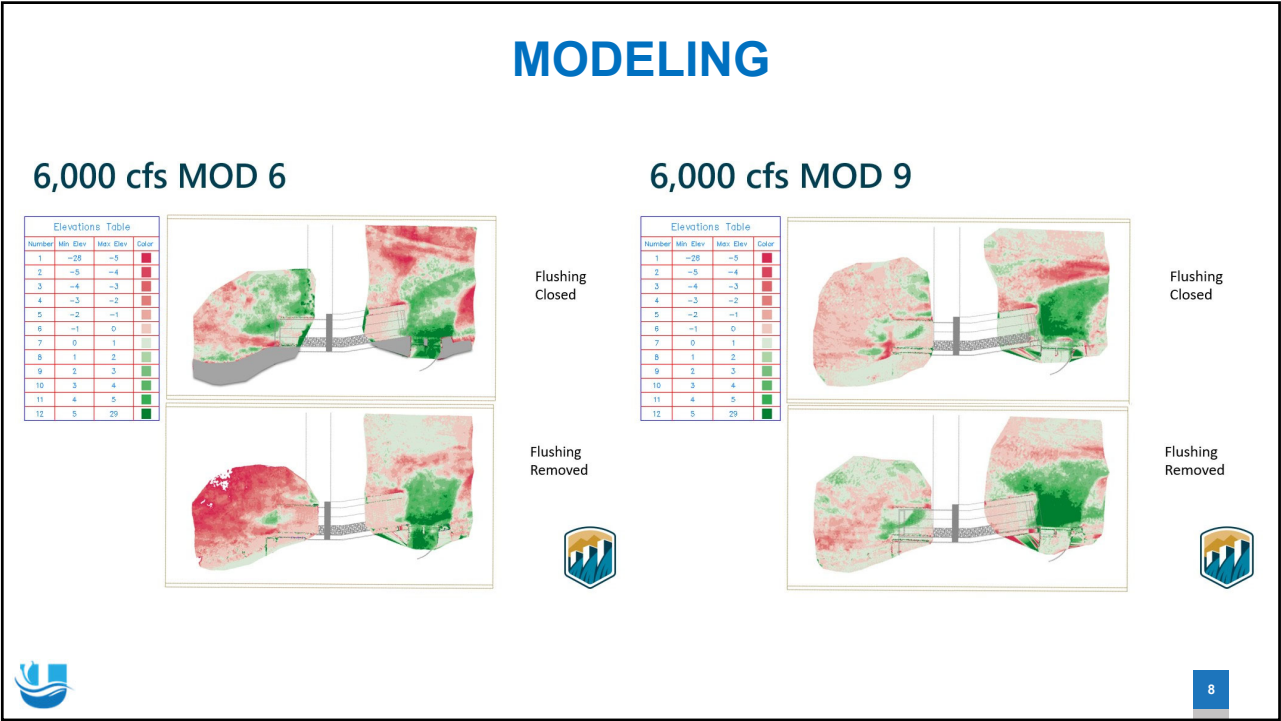 MODELING
6,000 cfs MOD 6
Elevations Table
Number Min Elev Max Elev Color
1 -28 -5
2 -5 -4
3 -4 -3
4 -3 -2
5 -2 -1
6 -1 0
7 0 1
8 1 2
9 2 3
10 3 4
11 4 5
12 5 29
Flushing
Closed
Flushing
Removed
6,000 cfs MOD 9
Elevations Table
Number Min Elev Max Elev Color
1 -28 -5
2 -5 -4
3 -4 -3
4 -3 -2
5 -2 -1
6 -1 0
7 0 1
8 1 2
9 2 3
10 3 4
11 4 5
12 5 29
Flushing
Closed
Flushing
Removed
8